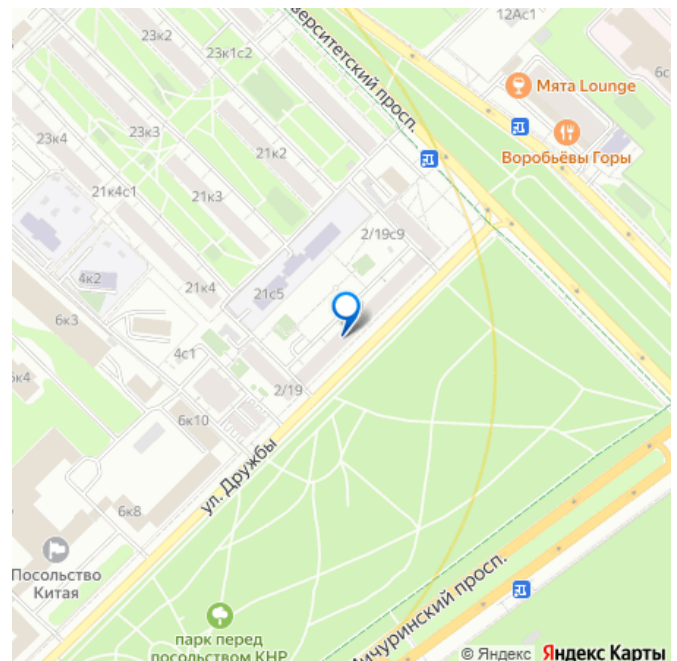 23к2
верситетский просп.
12Ас1
23к1с2
Мята Lounge
6с
23к4
23к3
21к2
Воробьёвы Горы
21к4с1
21к3
2/19с9
4к2
21к4
21с5
6к3
4с1
к4
2/19
6к10
ул. Дружбы
6к8
Посольство
Китая
парк перед
посольством КНР
ичуринский просп.
© Яндекс Яндекс Карты